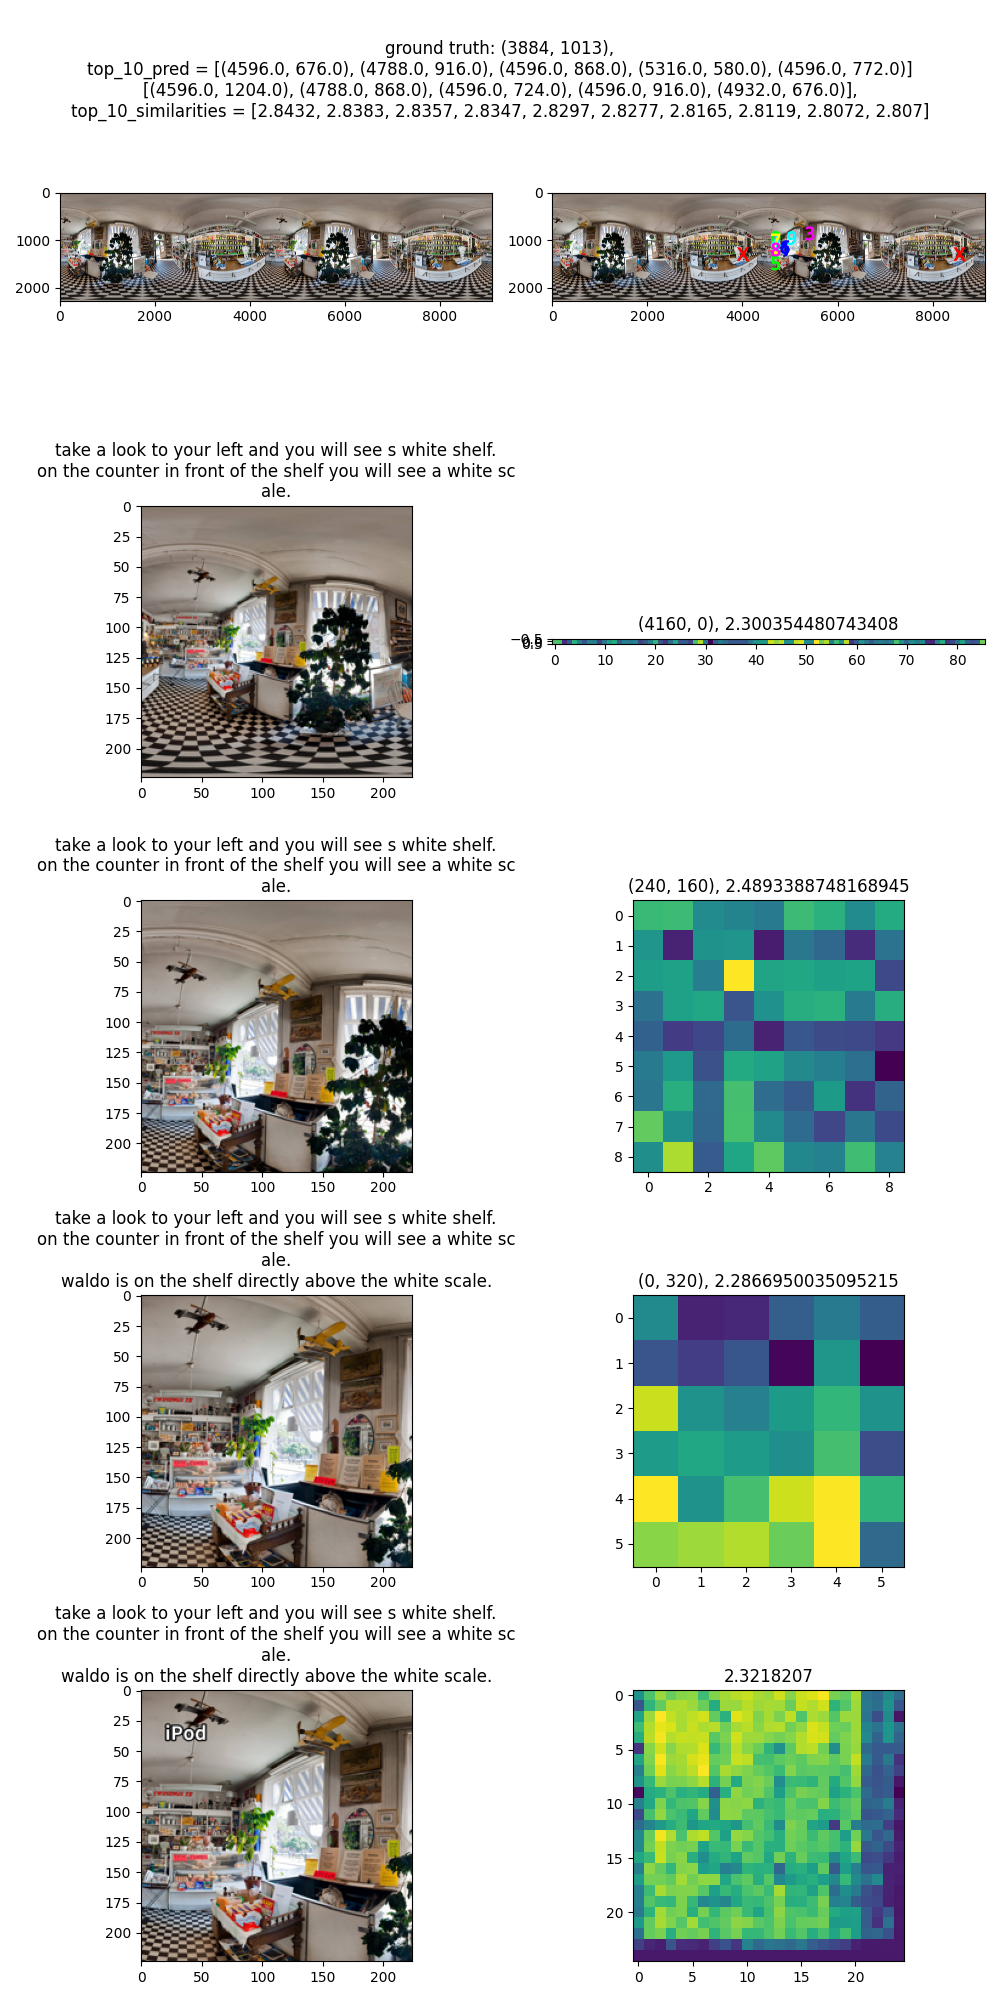 ground truth: (3884, 1013),
top_10_pred = [(4596.0, 676.0), (4788.0, 916.0), (4596.0, 868.0), (5316.0, 580.0), (4596.0, 772.0)]
[(4596.0, 1204.0), (4788.0, 868.0), (4596.0, 724.0), (4596.0, 916.0), (4932.0, 676.0)],
top_10_similarities = [2.8432, 2.8383, 2.8357, 2.8347, 2.8297, 2.8277, 2.8165, 2.8119, 2.8072, 2.807]
0
1000
2000
0 2000 4000 6000 8000
0
1000
2000
7 9 3
X 8 X
5
0 2000 4000 6000 8000
take a look to your left and you will see s white shelf.
on the counter in front of the shelf you will see a white sc
ale.
0
25
50
75
100
125
150
175
200
0 50 100 150 200
(4160, 0), 2.300354480743408
0 10 20 30 40 50 60 70 80
take a look to your left and you will see s white shelf.
on the counter in front of the shelf you will see a white sc
ale.
0
25
50
75
100
125
150
175
200
0 50 100 150 200
(240, 160), 2.4893388748168945
0
1
2
3
4
5
6
7
8
0 2 4 6 8
take a look to your left and you will see s white shelf.
on the counter in front of the shelf you will see a white sc
ale.
waldo is on the shelf directly above the white scale.
0
25
50
75
100
125
150
175
200
0 50 100 150 200
(0, 320), 2.2866950035095215
0
1
2
3
4
5
0 1 2 3 4 5
take a look to your left and you will see s white shelf.
on the counter in front of the shelf you will see a white sc
ale.
waldo is on the shelf directly above the white scale.
0
25
50
75
100
125
150
175
200
iPod
0 50 100 150 200
2.3218207
0
5
10
15
20
0 5 10 15 20